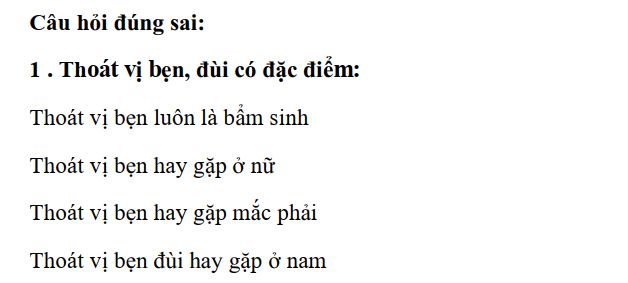 Câu hỏi đúng sai:
1 . Thoát vị bẹn, đùi có đặc điểm:
Thoát vị bẹn luôn là bẩm sinh
Thoát vị bẹn hay gặp ở nữ
Thoát vị bẹn hay gặp mắc phải
Thoát vị bẹn đùi hay gặp ở nam